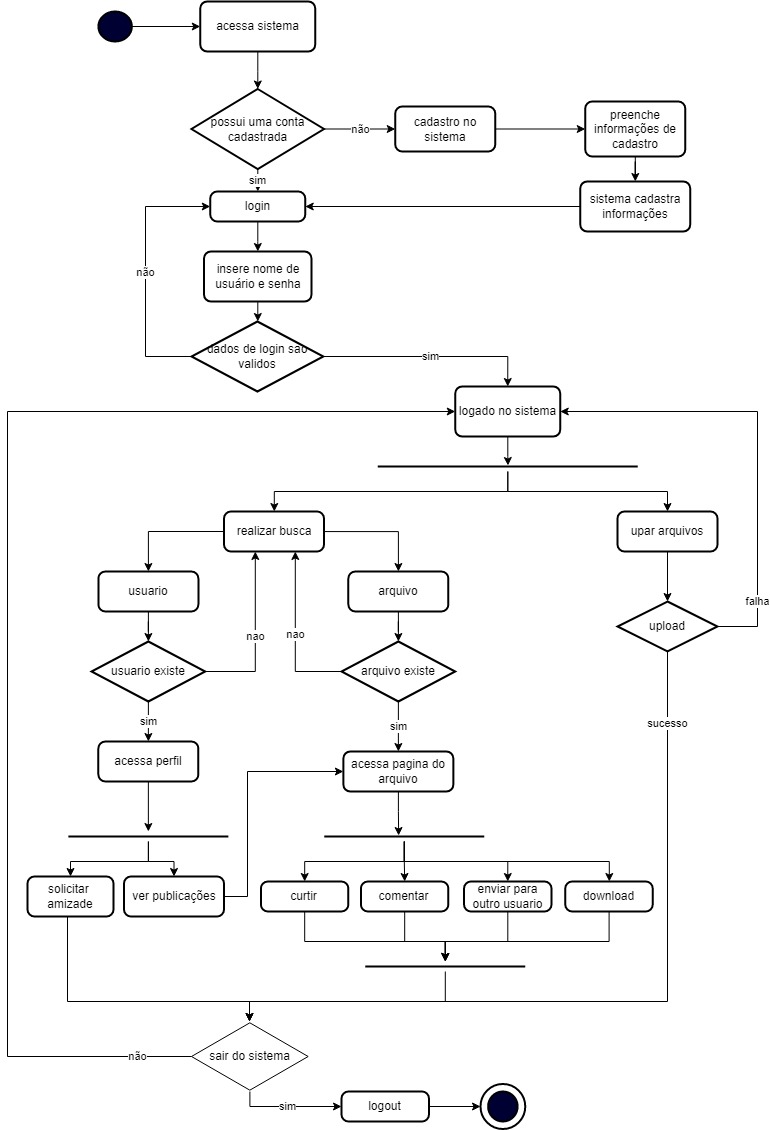 acessa sistema
possui uma conta
cadastrada
não
cadastro no
sistema
preenche
informações de
cadastro
sim
login
sistema cadastra
informações
não
insere nome de
usuário e senha
dados de login sao
validos
sim
logado no sistema
realizar busca
upar arquivos
usuario
arquivo
falha
upload
nao
nao
usuario existe
arquivo existe
sim
sim
sucesso
acessa perfil
acessa pagina do
arquivo
solicitar
amizade
ver publicações
curtir
comentar
enviar para
outro usuario
download
não
sair do sistema
sim
logout